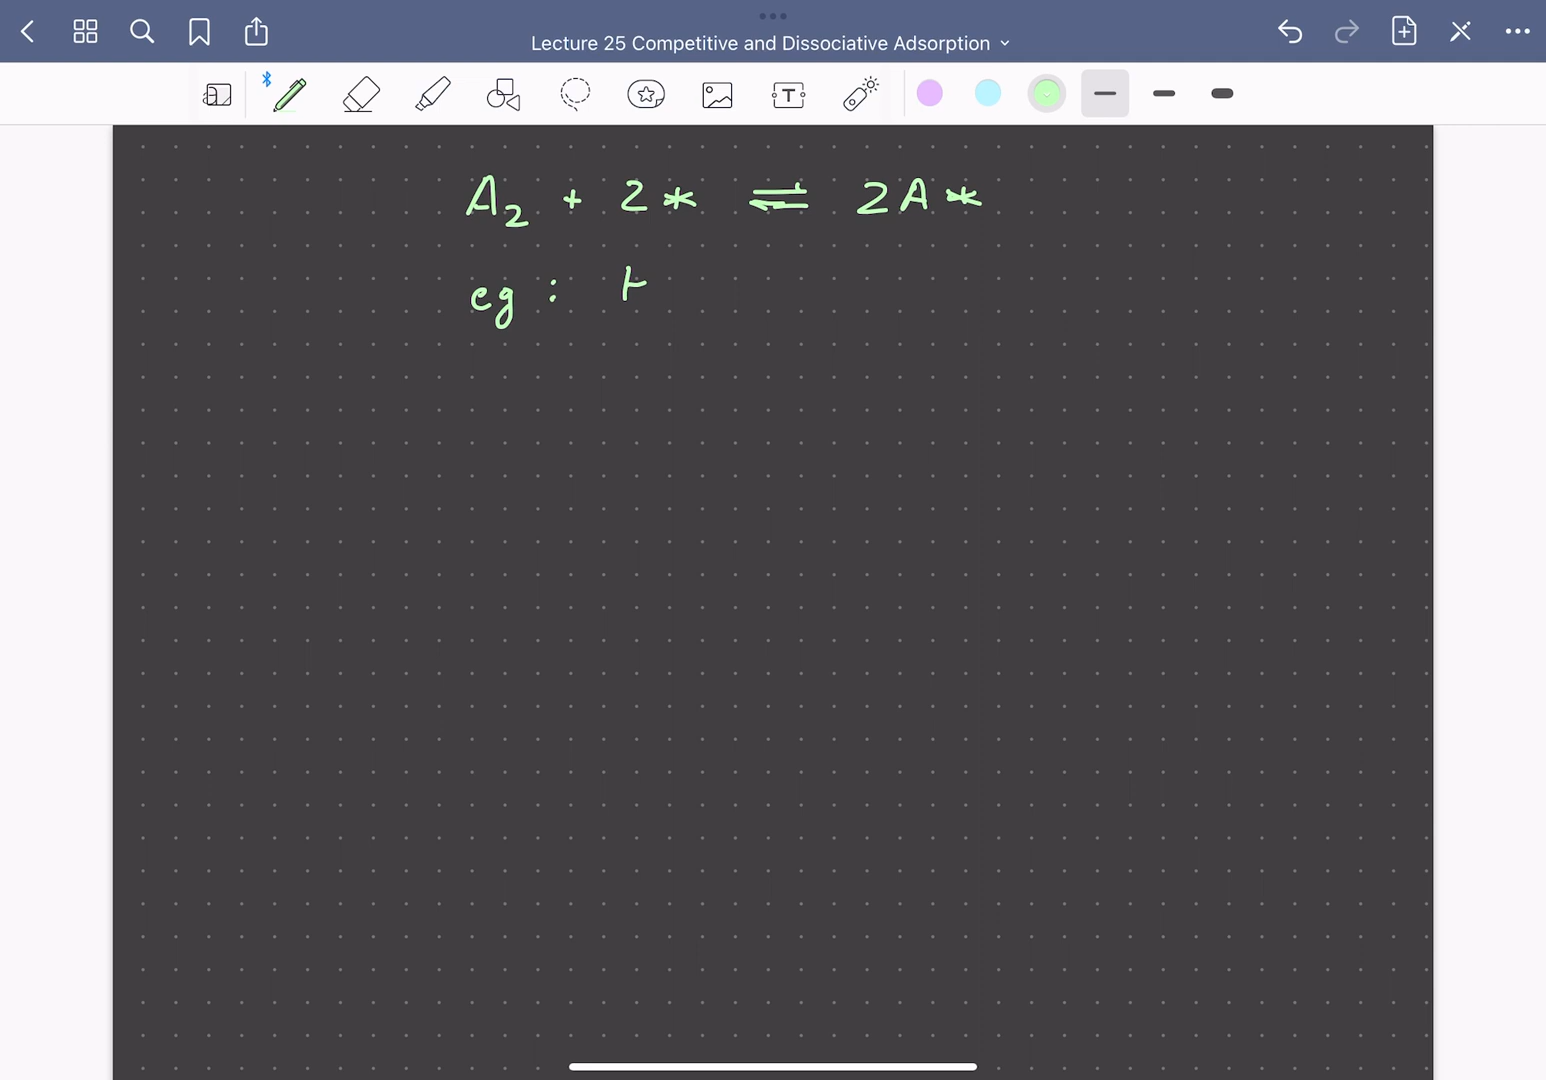 Lecture 25 Competitive and Dissociative Adsorption
T
A₂ + 2* ⇌ 2A*
eg :